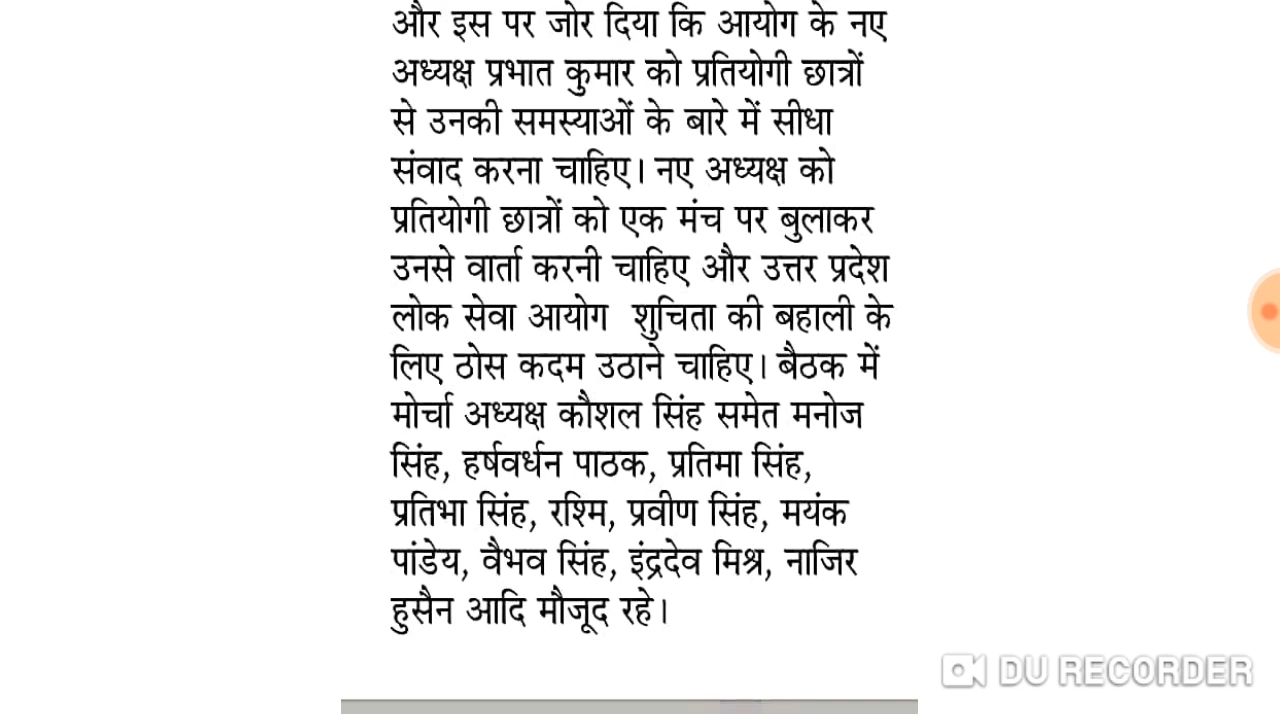 और इस पर जोर दिया कि आयोग के नए
अध्यक्ष प्रभात कुमार को प्रतियोगी छात्रों
से उनकी समस्याओं के बारे में सीधा
संवाद करना चाहिए। नए अध्यक्ष को
प्रतियोगी छात्रों को एक मंच पर बुलाकर
उनसे वार्ता करनी चाहिए और उत्तर प्रदेश
लोक सेवा आयोग शुचिता की बहाली के
लिए ठोस कदम उठाने चाहिए। बैठक में
मोर्चा अध्यक्ष कौशल सिंह समेत मनोज
सिंह, हर्षवर्धन पाठक, प्रतिमा सिंह,
प्रतिभा सिंह, रश्मि, प्रवीण सिंह, मयंक
पांडेय, वैभव सिंह, इंद्रदेव मिश्र, नाजिर
हुसैन आदि मौजूद रहे।
DU RECORDER